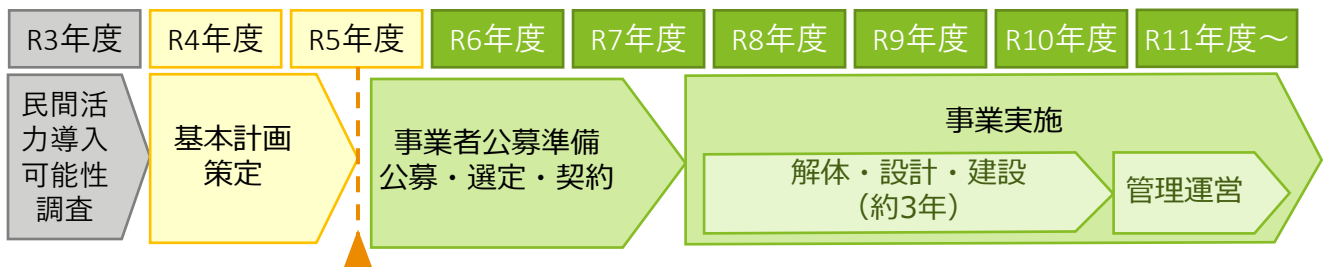 R3年度
R4年度
R5年度
R6年度
R7年度
R8年度
R9年度
R10年度
R11年度~
民間活
力導入
可能性
調査
基本計画
策定
事業者公募準備
公募・選定・契約
事業実施
解体・設計・建設
（約3年）
管理運営